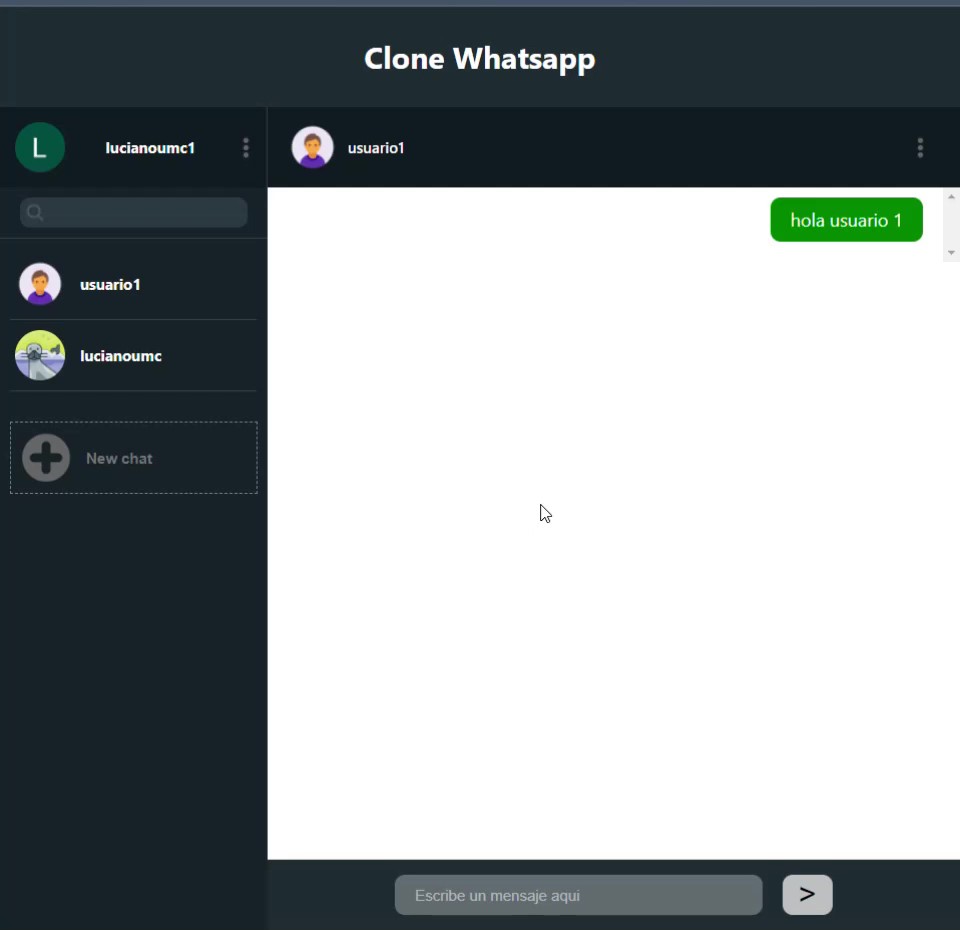 Clone Whatsapp
L
lucianoumc1
usuario1
hola usuario 1
usuario1
lucianoumc
New chat
Escribe un mensaje aqui
>